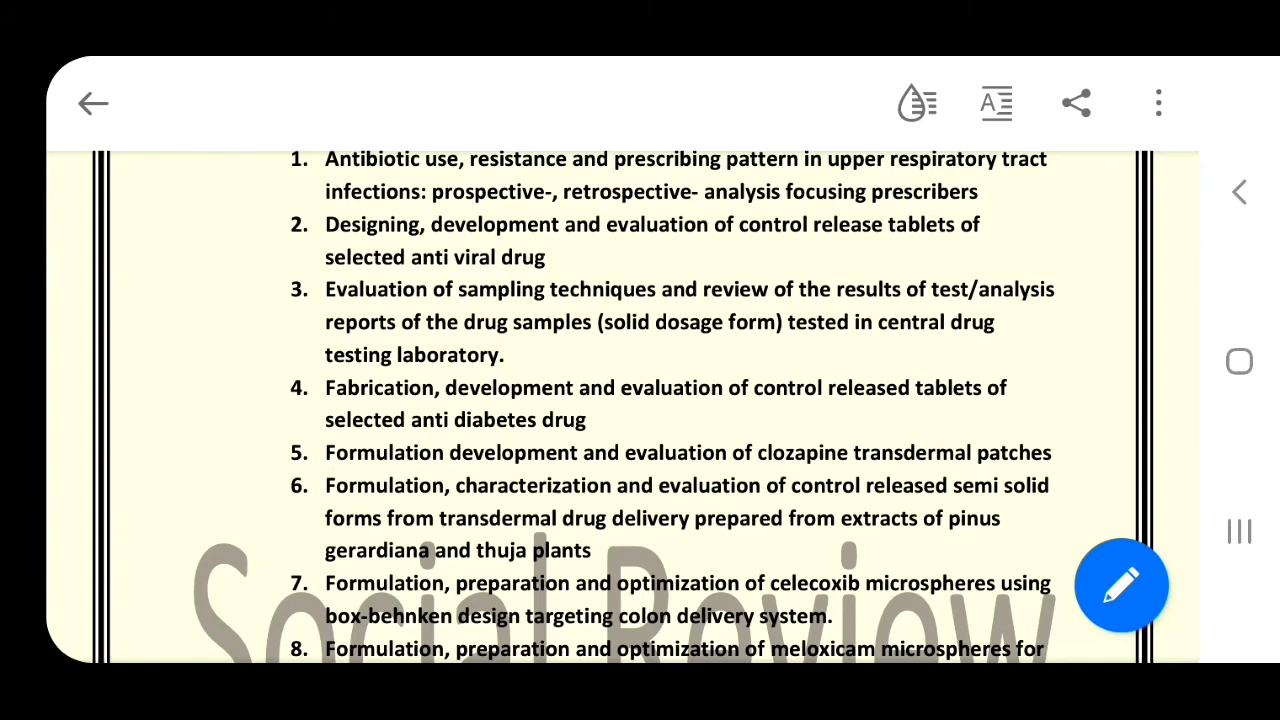 1. Antibiotic use, resistance and prescribing pattern in upper respiratory tract
infections: prospective-, retrospective- analysis focusing prescribers
2. Designing, development and evaluation of control release tablets of
selected anti viral drug
3. Evaluation of sampling techniques and review of the results of test/analysis
reports of the drug samples (solid dosage form) tested in central drug
testing laboratory.
4. Fabrication, development and evaluation of control released tablets of
selected anti diabetes drug
5. Formulation development and evaluation of clozapine transdermal patches
6. Formulation, characterization and evaluation of control released semi solid
forms from transdermal drug delivery prepared from extracts of pinus
gerardiana and thuja plants
7. Formulation, preparation and optimization of celecoxib microspheres using
box-behnken design targeting colon delivery system.
8. Formulation, preparation and optimization of meloxicam microspheres for
Social Review